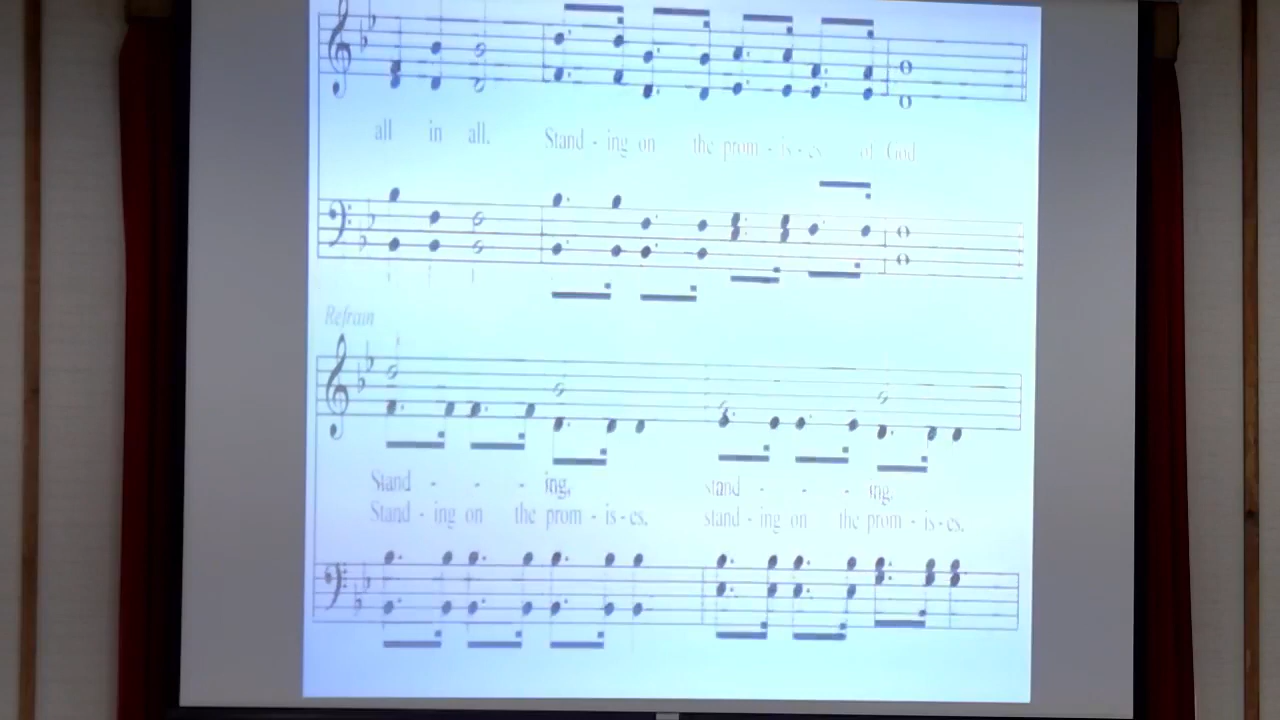 all in all. Stand - ing on the prom - is - es of God
Refrain
Stand - - - ing, stand - - - ing,
Stand - ing on the prom - is - es, stand - ing on the prom - is - es.